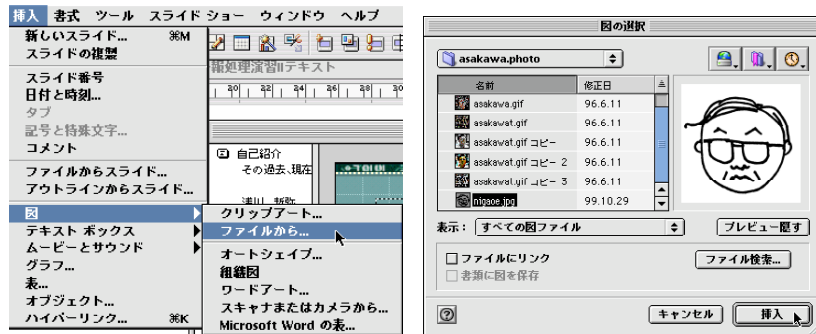 挿入 書式 ツール スライド ショー ウィンドウ ヘルプ
新しいスライド... ⌘M
スライドの複製
スライド番号
日付と時刻...
タブ
記号と特殊文字...
コメント
ファイルからスライド...
アウトラインからスライド...
図
テキスト ボックス
ムービーとサウンド
グラフ...
表...
オブジェクト...
ハイパーリンク... ⌘K
報処理演習IIテキスト
20 22 24 26 28
自己紹介
その過去、現在
浅川
クリップアート...
ファイルから...
オートシェイプ...
組織図
ワードアート...
スキャナまたはカメラから...
Microsoft Word の表...
図の選択
asakawa.photo
名前 修正日
asakawa.gif 96.6.11
asakawat.gif 96.6.11
asakawat.gif コピー 96.6.11
asakawat.gif コピー 2 96.6.11
asakawat.gif コピー 3 96.6.11
nigaoe.jpg 99.10.29
表示: すべての図ファイル
プレビュー隠す
ファイルにリンク
書類に図を保存
ファイル検索...
キャンセル 挿入